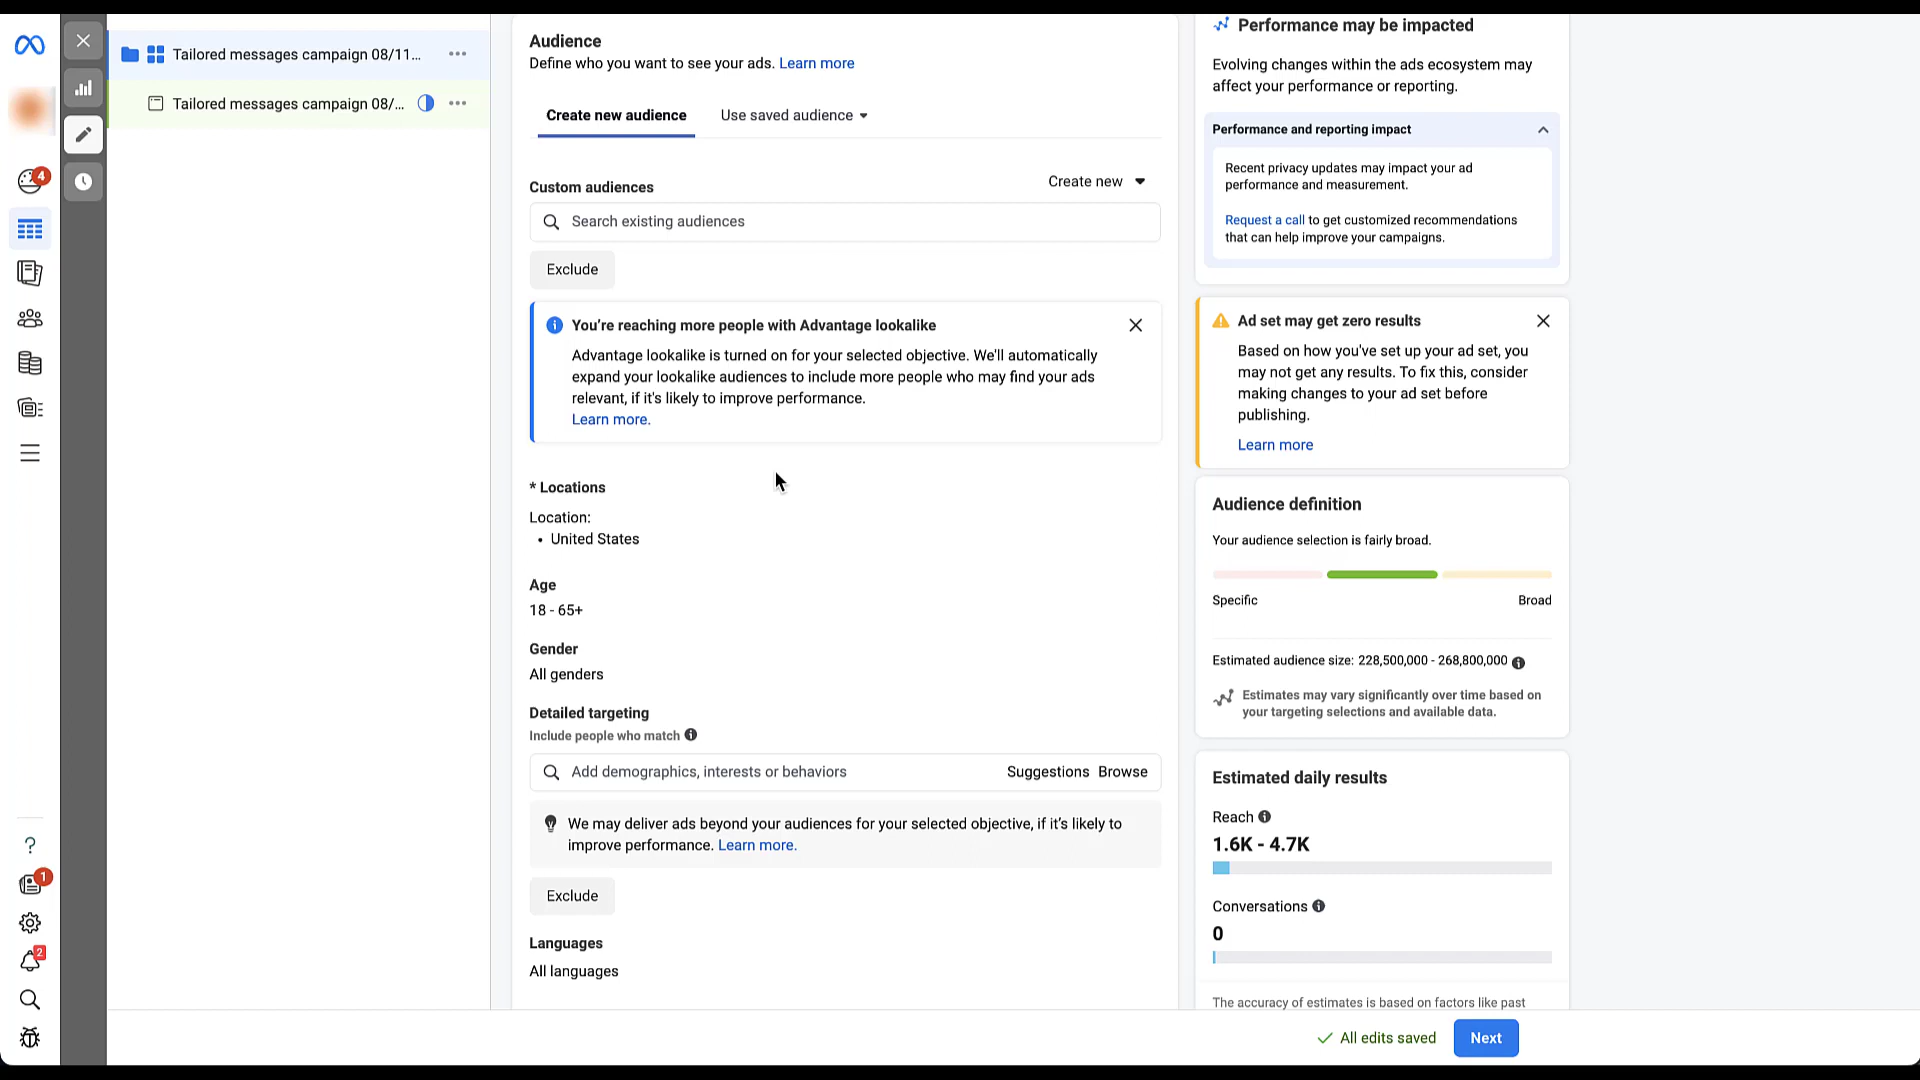 Tailored messages campaign 08/11...
Tailored messages campaign 08/...
4
1
2
Audience
Define who you want to see your ads. Learn more
Create new audience
Use saved audience
Custom audiences
Create new
Search existing audiences
Exclude
You're reaching more people with Advantage lookalike
Advantage lookalike is turned on for your selected objective. We'll automatically
expand your lookalike audiences to include more people who may find your ads
relevant, if it's likely to improve performance.
Learn more.
* Locations
Location:
• United States
Age
18 - 65+
Gender
All genders
Detailed targeting
Include people who match
Add demographics, interests or behaviors
Suggestions
Browse
We may deliver ads beyond your audiences for your selected objective, if it's likely to
improve performance. Learn more.
Exclude
Languages
All languages
Performance may be impacted
Evolving changes within the ads ecosystem may
affect your performance or reporting.
Performance and reporting impact
Recent privacy updates may impact your ad
performance and measurement.
Request a call to get customized recommendations
that can help improve your campaigns.
Ad set may get zero results
Based on how you've set up your ad set, you
may not get any results. To fix this, consider
making changes to your ad set before
publishing.
Learn more
Audience definition
Your audience selection is fairly broad.
Specific
Broad
Estimated audience size: 228,500,000 - 268,800,000
Estimates may vary significantly over time based on
your targeting selections and available data.
Estimated daily results
Reach
1.6K - 4.7K
Conversations
0
The accuracy of estimates is based on factors like past
All edits saved
Next